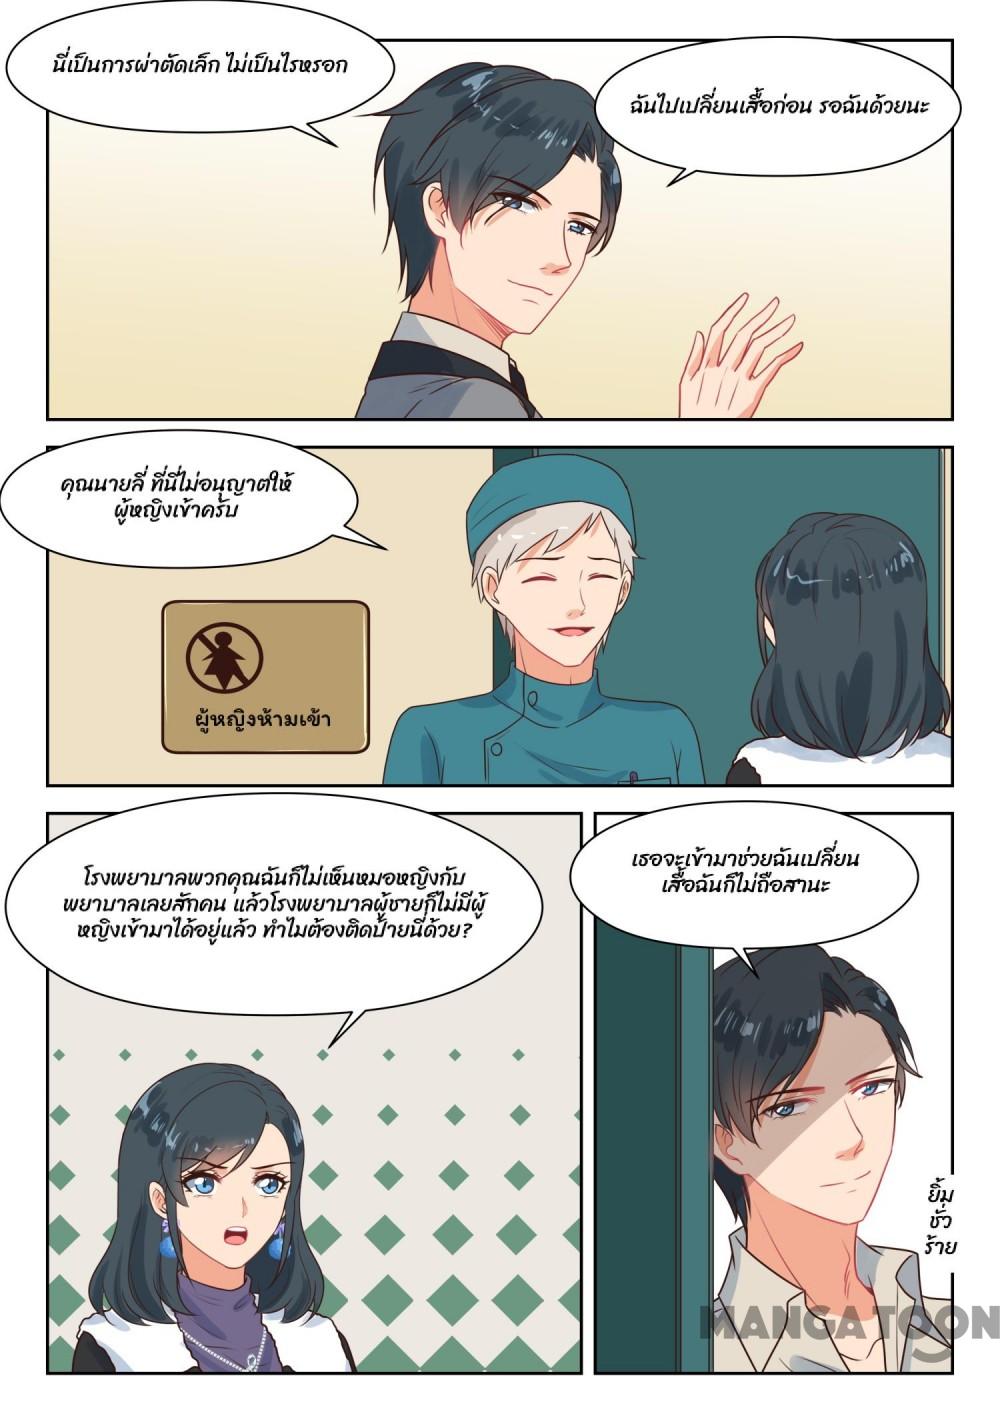 นี่เป็นการผ่าตัดเล็ก ไม่เป็นไรหรอก
ฉันไปเปลี่ยนเสื้อก่อน รอฉันด้วยนะ
คุณนายลี่ ที่นี่ไม่อนุญาตให้
ผู้หญิงเข้าครับ
ผู้หญิงห้ามเข้า
โรงพยาบาลพวกคุณฉันก็ไม่เห็นหมอหญิงกับ
พยาบาลเลยสักคน แล้วโรงพยาบาลผู้ชายก็ไม่มีผู้
หญิงเข้ามาได้อยู่แล้ว ทำไมต้องติดป้ายนี่ด้วย?
เธอจะเข้ามาช่วยฉันเปลี่ยน
เสื้อฉันก็ไม่ถือสานะ
ยิ้ม
ชั่ว
ร้าย
MANGATOON